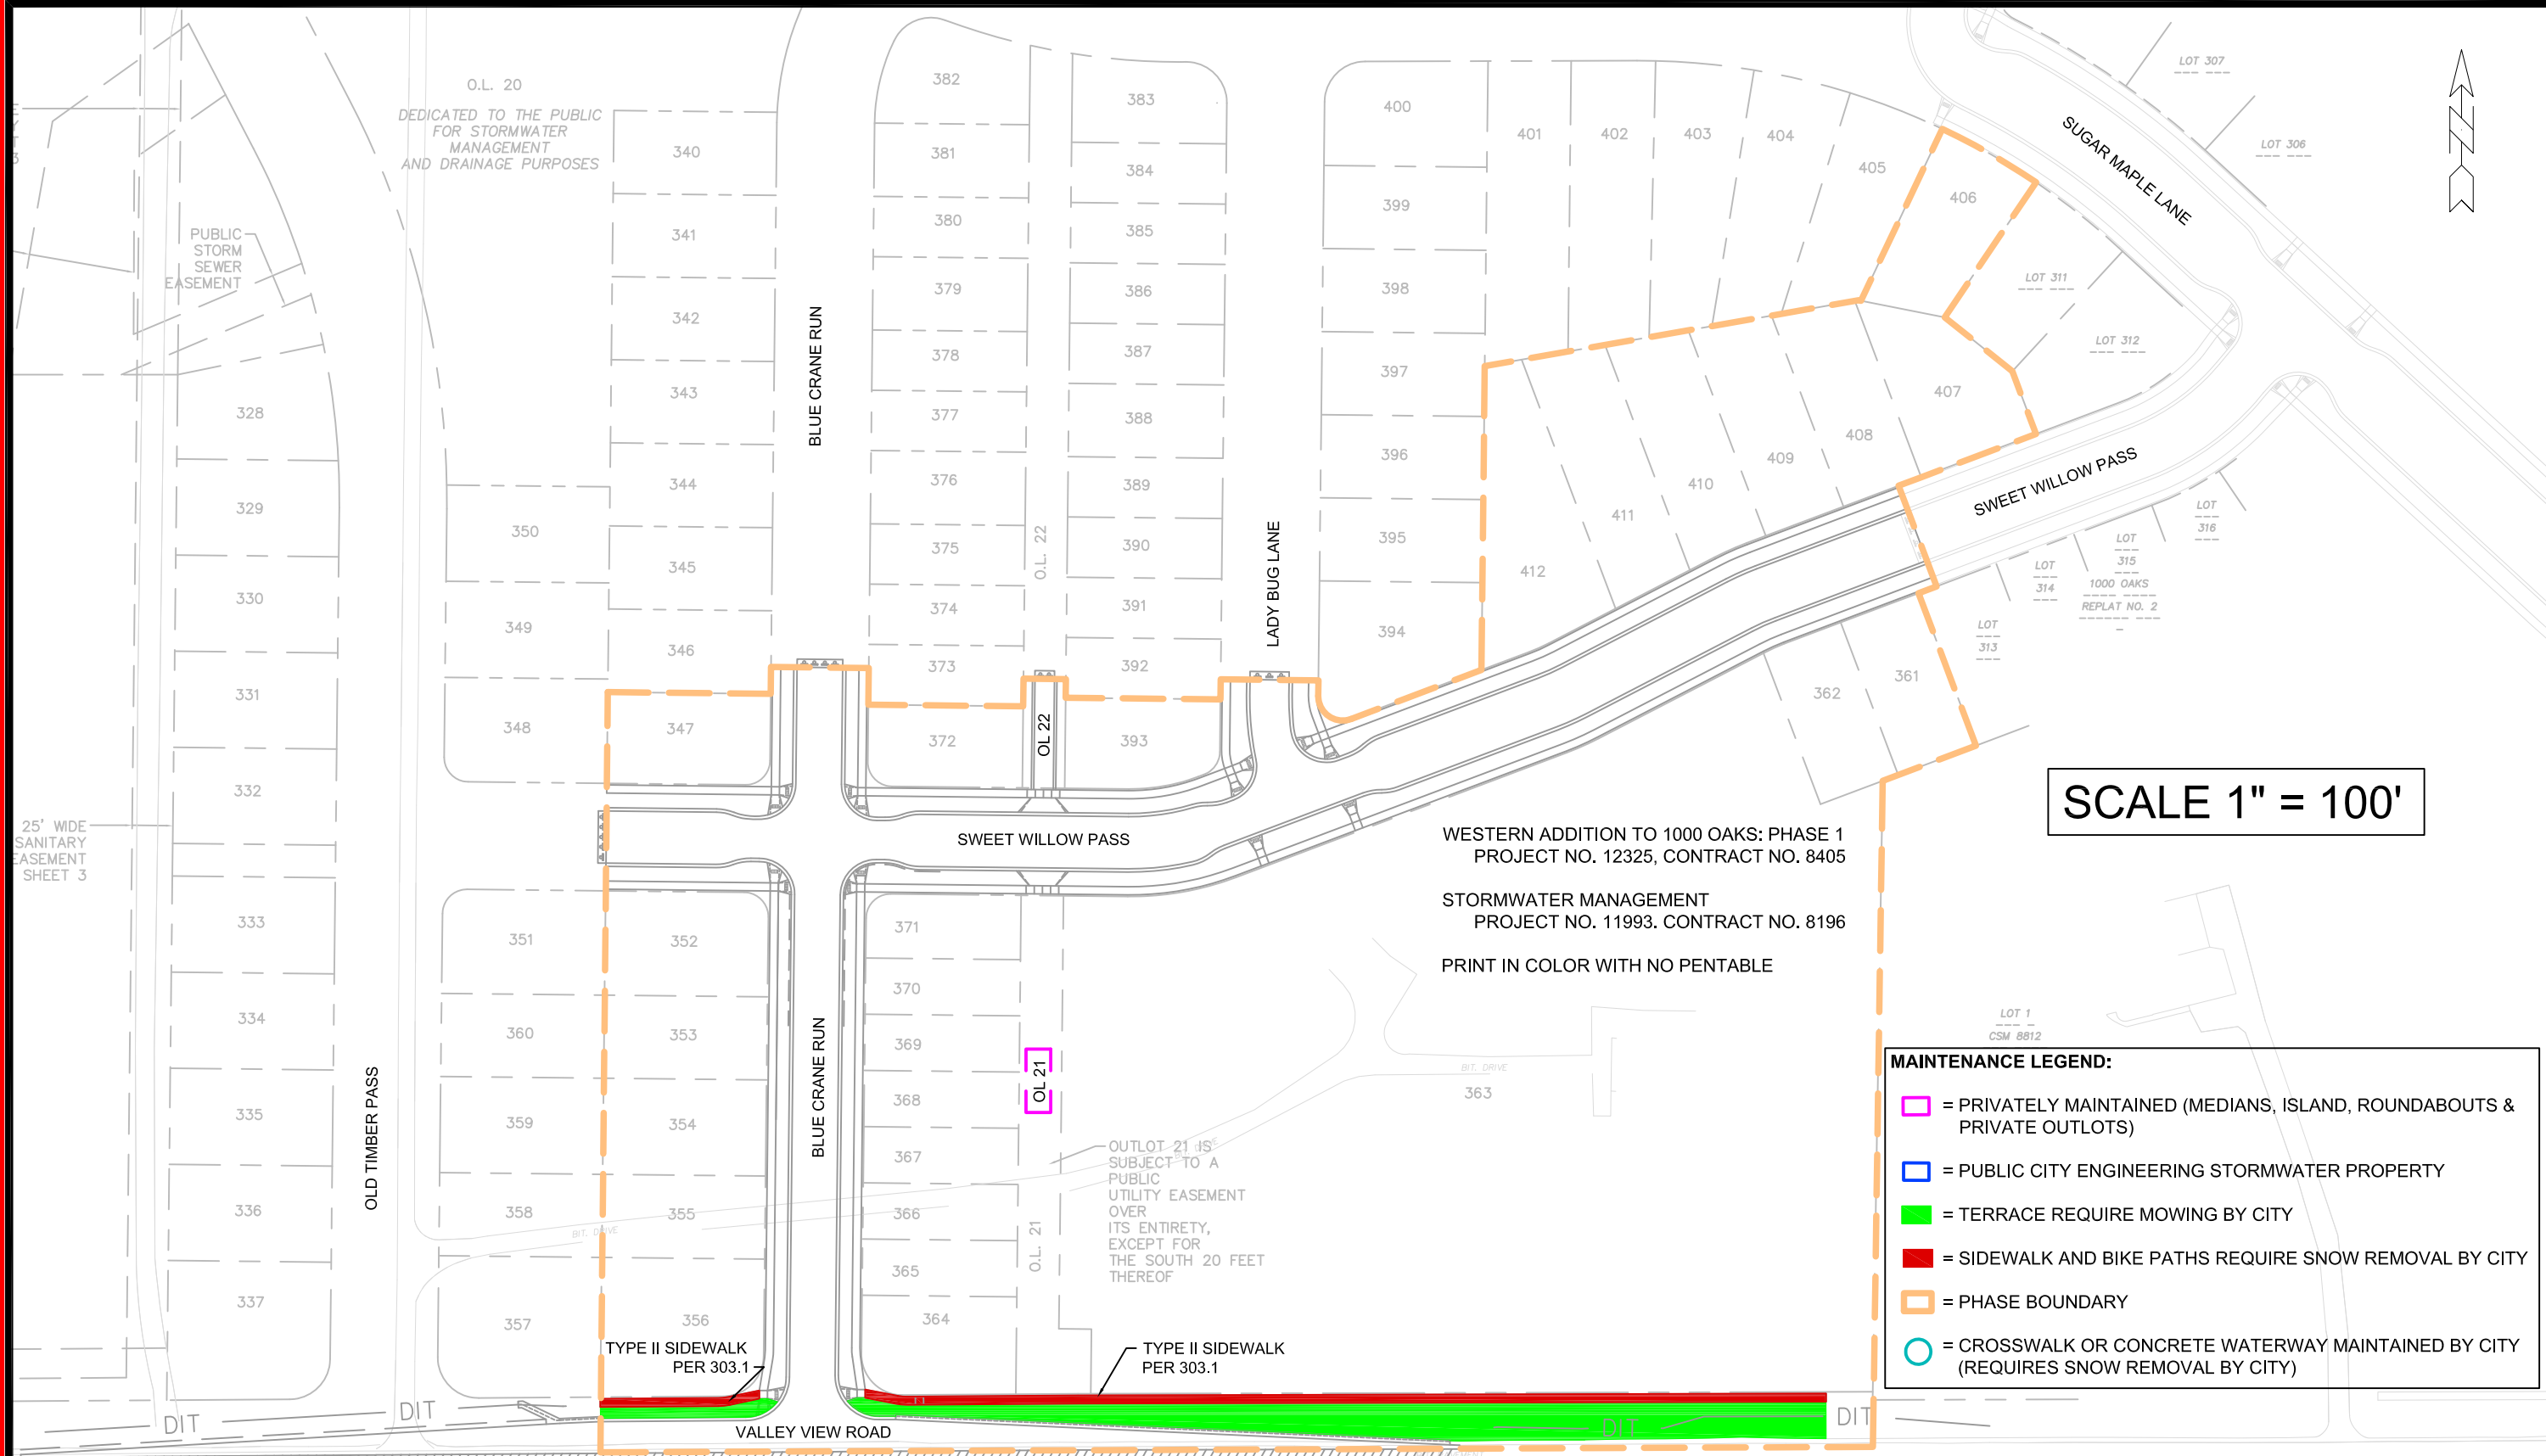 O.L. 20
DEDICATED TO THE PUBLIC
FOR STORMWATER
MANAGEMENT
AND DRAINAGE PURPOSES
PUBLIC
STORM
SEWER
EASEMENT
328
329
330
331
332
25' WIDE
SANITARY
EASEMENT
SHEET 3
333
334
335
336
337
OLD TIMBER PASS
350
349
348
351
360
359
358
357
340
341
342
343
344
345
346
347
352
353
354
355
356
BIT. DRIVE
BLUE CRANE RUN
BLUE CRANE RUN
382
381
380
379
378
377
376
375
374
373
372
O.L. 22
OL 22
383
384
385
386
387
388
389
390
391
392
393
LADY BUG LANE
400
399
398
397
396
395
394
401
402
403
404
405
406
407
408
409
410
411
412
SUGAR MAPLE LANE
LOT 307
LOT 306
LOT 311
LOT 312
SWEET WILLOW PASS
LOT
316
LOT
315
LOT
314
1000 OAKS
REPLAT NO. 2
LOT
313
361
362
SWEET WILLOW PASS
N
SCALE 1" = 100'
WESTERN ADDITION TO 1000 OAKS: PHASE 1
PROJECT NO. 12325, CONTRACT NO. 8405
STORMWATER MANAGEMENT
PROJECT NO. 11993. CONTRACT NO. 8196
PRINT IN COLOR WITH NO PENTABLE
371
370
369
368
367
366
365
364
OL 21
O.L. 21
OUTLOT 21 IS
SUBJECT TO A
PUBLIC
UTILITY EASEMENT
OVER
ITS ENTIRETY,
EXCEPT FOR
THE SOUTH 20 FEET
THEREOF
BIT. DRIVE
363
LOT 1
CSM 8812
TYPE II SIDEWALK
PER 303.1
TYPE II SIDEWALK
PER 303.1
VALLEY VIEW ROAD
DIT
DIT
DIT
DIT
MAINTENANCE LEGEND:
= PRIVATELY MAINTAINED (MEDIANS, ISLAND, ROUNDABOUTS &
PRIVATE OUTLOTS)
= PUBLIC CITY ENGINEERING STORMWATER PROPERTY
= TERRACE REQUIRE MOWING BY CITY
= SIDEWALK AND BIKE PATHS REQUIRE SNOW REMOVAL BY CITY
= PHASE BOUNDARY
= CROSSWALK OR CONCRETE WATERWAY MAINTAINED BY CITY
(REQUIRES SNOW REMOVAL BY CITY)